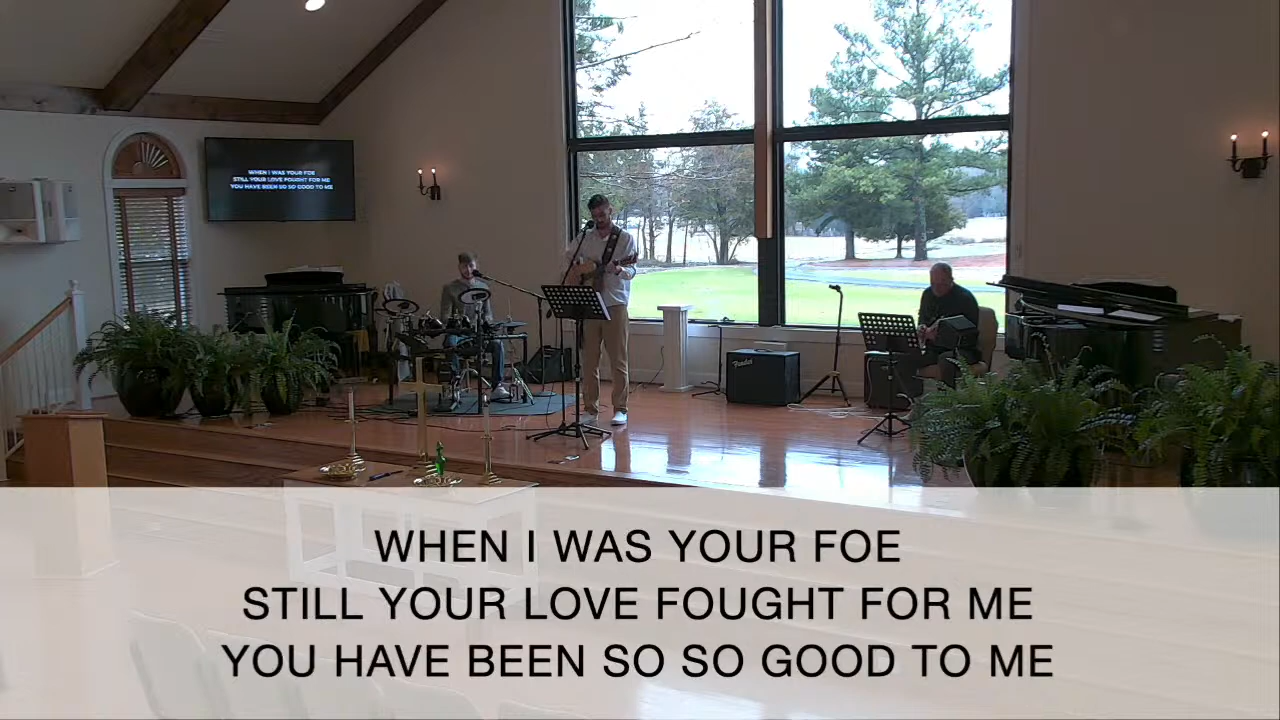 WHEN I WAS YOUR FOE
STILL YOUR LOVE FOUGHT FOR ME
YOU HAVE BEEN SO SO GOOD TO ME
Fender
WHEN I WAS YOUR FOE
STILL YOUR LOVE FOUGHT FOR ME
YOU HAVE BEEN SO SO GOOD TO ME